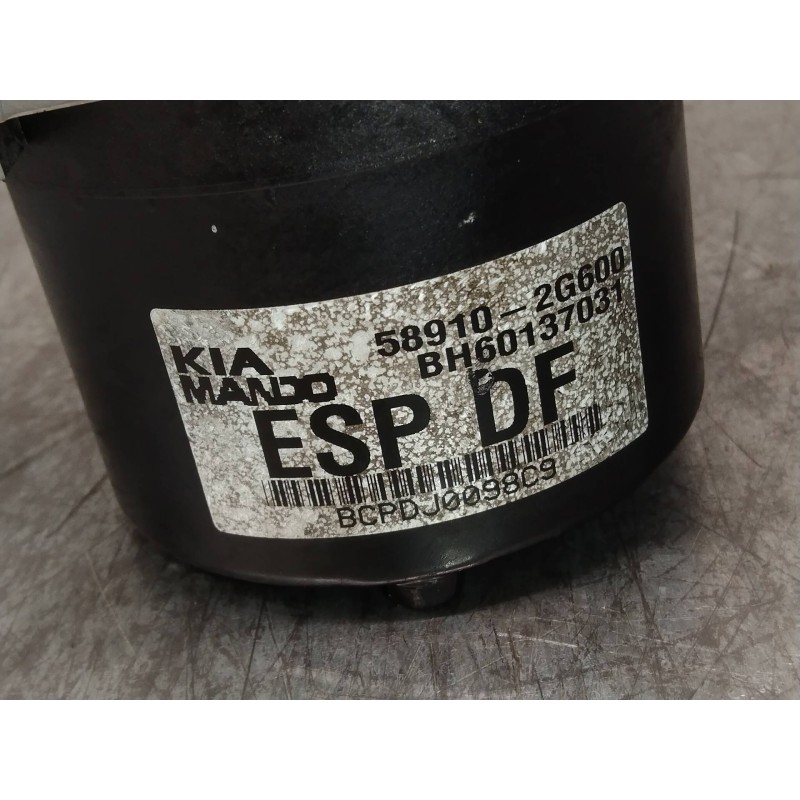 KIA 58910-2G600
MANDO BH60137031
ESP DF
BCPDJ0098C9